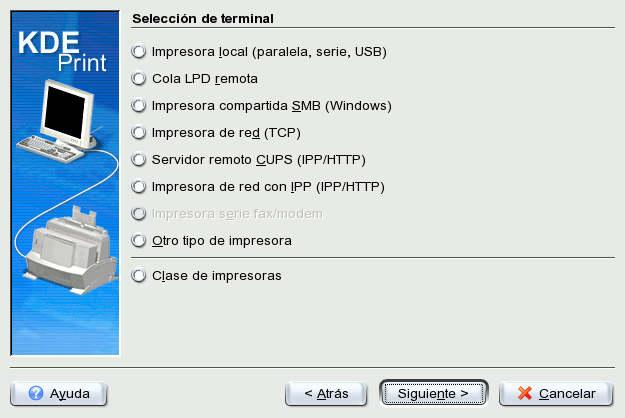 Selección de terminal
KDE
Print
Impresora local (paralela, serie, USB)
Cola LPD remota
Impresora compartida SMB (Windows)
Impresora de red (TCP)
Servidor remoto CUPS (IPP/HTTP)
Impresora de red con IPP (IPP/HTTP)
Impresora serie fax/modem
Otro tipo de impresora
Clase de impresoras
Ayuda
< Atrás
Siguiente >
Cancelar